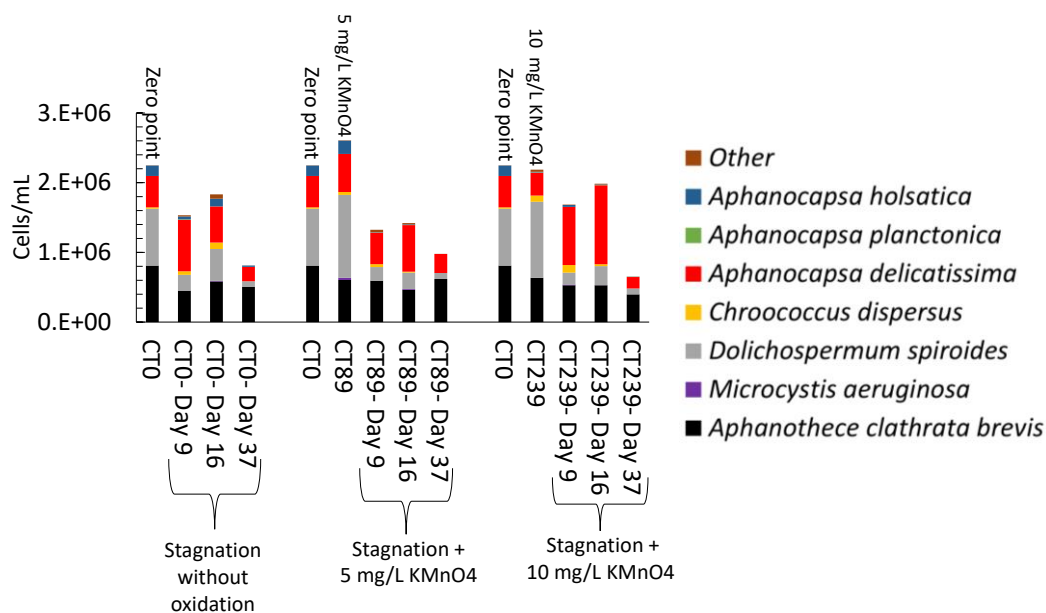 Zero point
Zero point
5 mg/L KMnO4
Zero point
10 mg/L KMnO4
Cells/mL
3.E+06
2.E+06
1.E+06
0.E+00
CT0
CT0- Day 9
CT0- Day 16
CT0- Day 37
CT0
CT89
CT89- Day 9
CT89- Day 16
CT89- Day 37
CT0
CT239
CT239- Day 9
CT239- Day 16
CT239- Day 37
Stagnation
without
oxidation
Stagnation +
5 mg/L KMnO4
Stagnation +
10 mg/L KMnO4
Other
Aphanocapsa holsatica
Aphanocapsa planctonica
Aphanocapsa delicatissima
Chroococcus dispersus
Dolichospermum spiroides
Microcystis aeruginosa
Aphanothece clathrata brevis